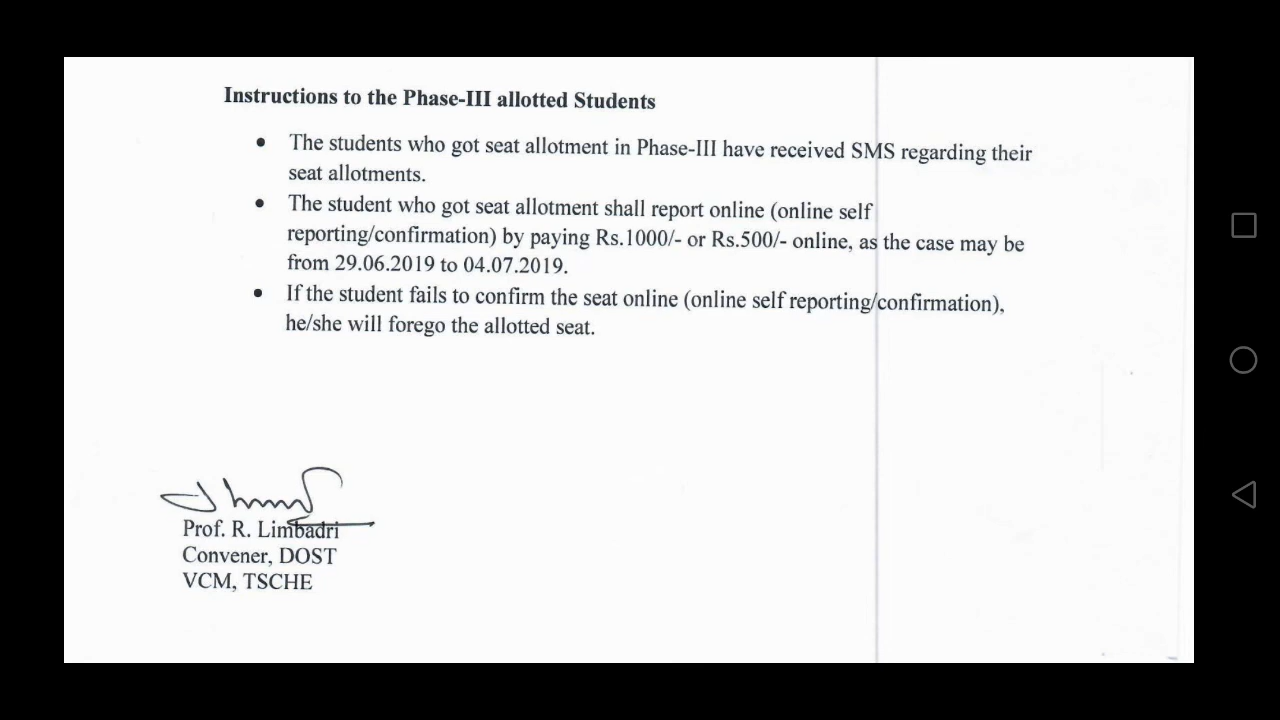 Instructions to the Phase-III allotted Students
• The students who got seat allotment in Phase-III have received SMS regarding their
seat allotments.
• The student who got seat allotment shall report online (online self
reporting/confirmation) by paying Rs.1000/- or Rs.500/- online, as the case may be
from 29.06.2019 to 04.07.2019.
• If the student fails to confirm the seat online (online self reporting/confirmation),
he/she will forego the allotted seat.
Prof. R. Limbadri
Convener, DOST
VCM, TSCHE